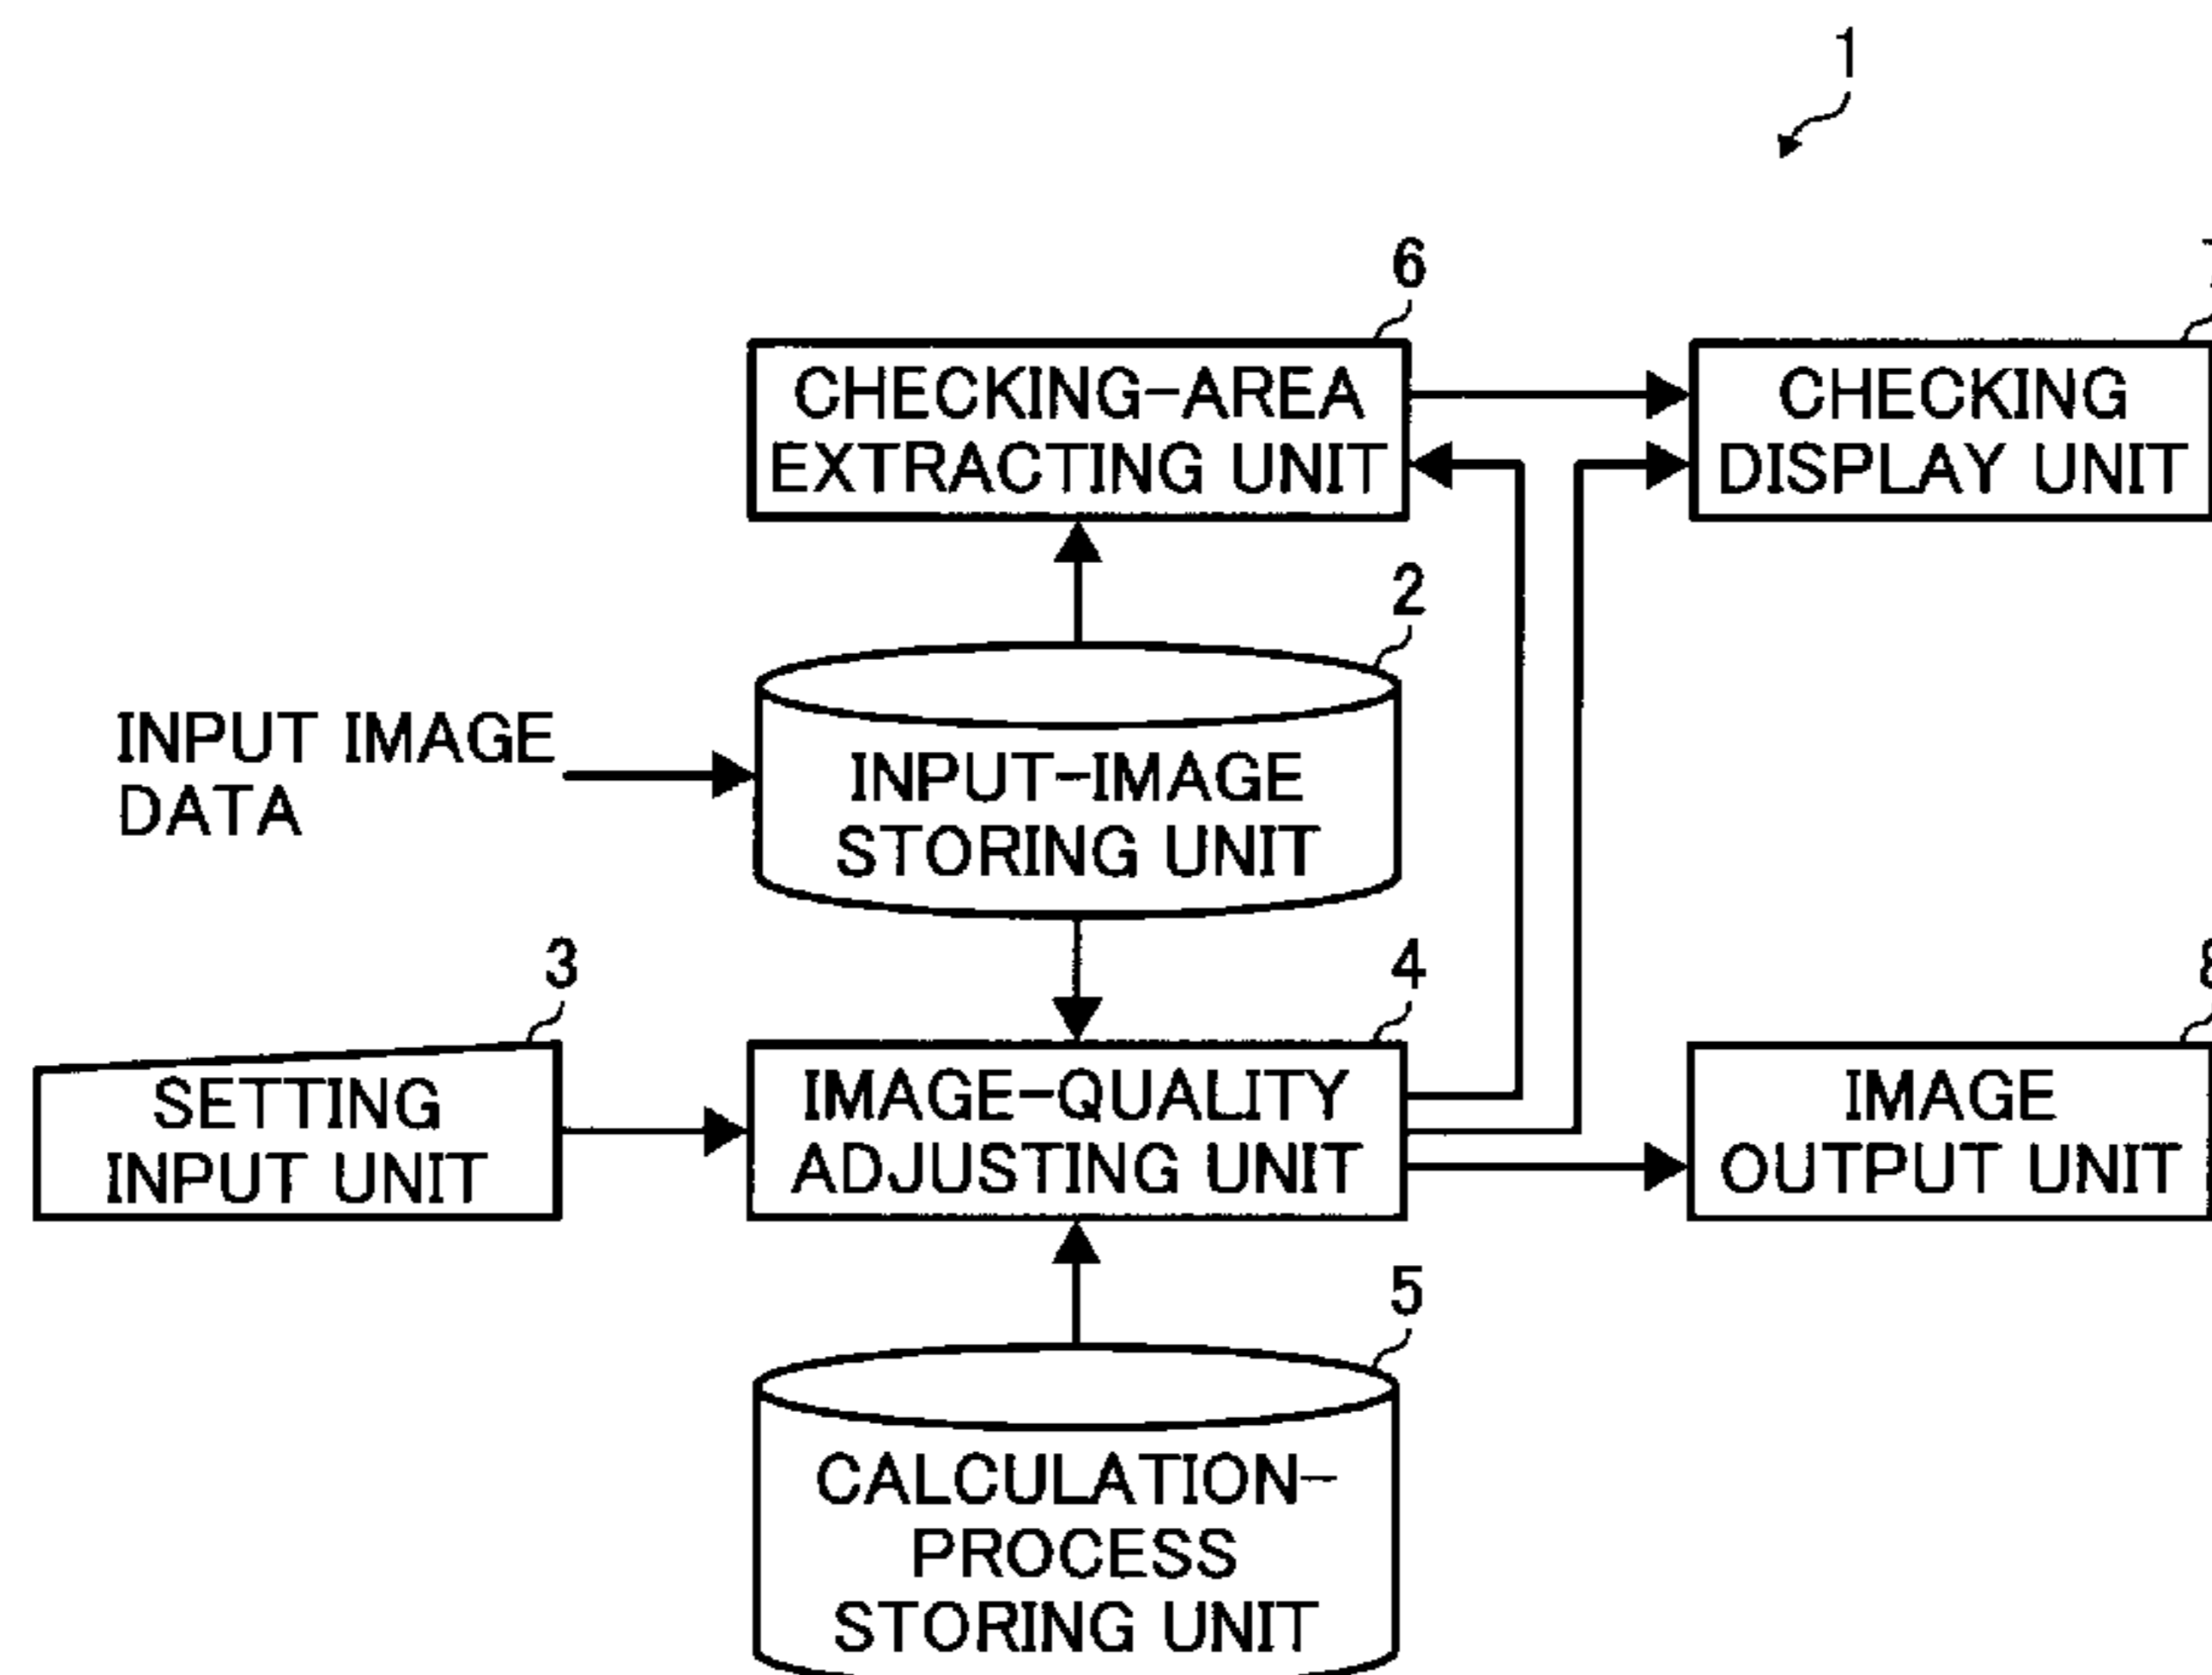 1
6
CHECKING-AREA
EXTRACTING UNIT
CHECKING
DISPLAY UNIT
2
INPUT IMAGE
DATA
INPUT-IMAGE
STORING UNIT
3
SETTING
INPUT UNIT
4
IMAGE-QUALITY
ADJUSTING UNIT
8
IMAGE
OUTPUT UNIT
5
CALCULATION-
PROCESS
STORING UNIT